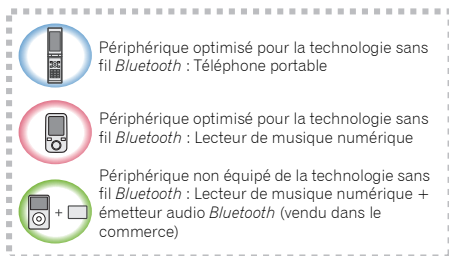 Périphérique optimisé pour la technologie sans
fil Bluetooth : Téléphone portable
Périphérique optimisé pour la technologie sans
fil Bluetooth : Lecteur de musique numérique
Périphérique non équipé de la technologie sans
fil Bluetooth : Lecteur de musique numérique +
émetteur audio Bluetooth (vendu dans le
commerce)
+